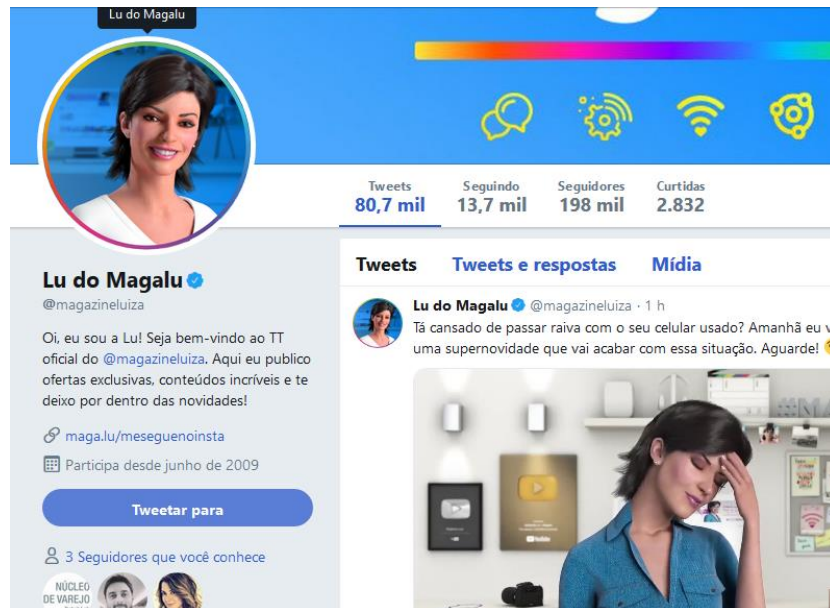 Lu do Magalu
Tweets Seguindo Seguidores Curtidas
80,7 mil 13,7 mil 198 mil 2.832
Tweets Tweets e respostas Mídia
Lu do Magalu
@magazineluiza
Oi, eu sou a Lu! Seja bem-vindo ao TT
oficial do @magazineluiza. Aqui eu publico
ofertas exclusivas, conteúdos incríveis e te
deixo por dentro das novidades!
maga.lu/meseguenoinsta
Participa desde junho de 2009
Tweetar para
3 Seguidores que você conhece
NÚCLEO
DE VAREJO
Lu do Magalu @magazineluiza · 1 h
Tá cansado de passar raiva com o seu celular usado? Amanhã eu
uma supernovidade que vai acabar com essa situação. Aguarde!
#MA
YouTube